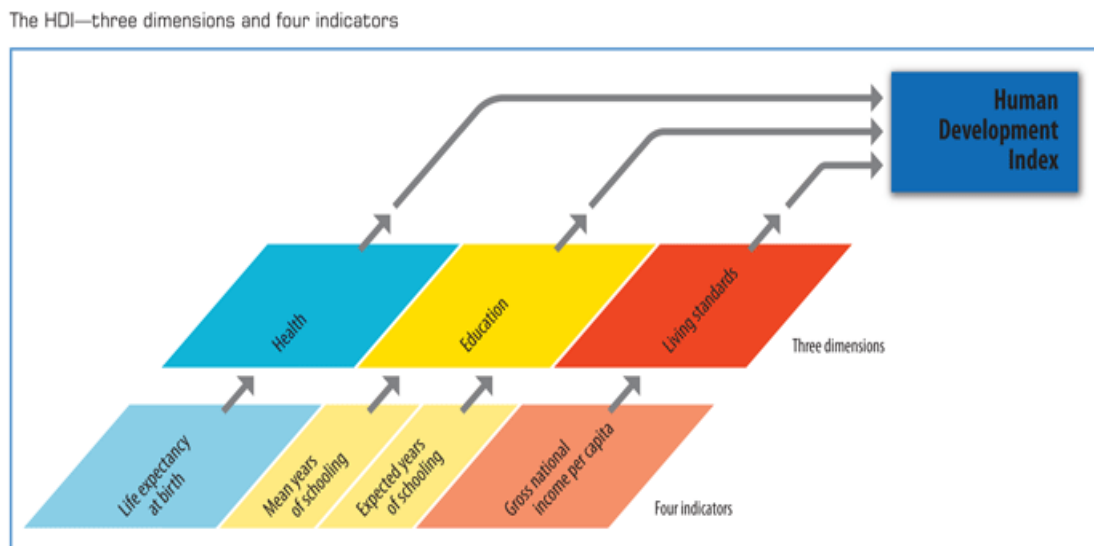 The HDI—three dimensions and four indicators
Human
Development
Index
Health
Education
Living standards
Three dimensions
Life expectancy
at birth
Mean years
of schooling
Expected years
of schooling
Gross national
income per capita
Four indicators